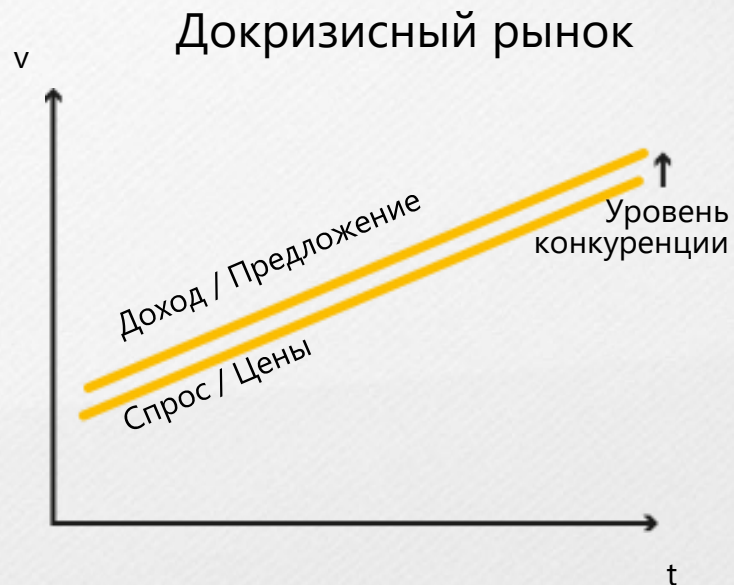 Докризисный рынок
v
Доход / Предложение
Спрос / Цены
Уровень
конкуренции
t